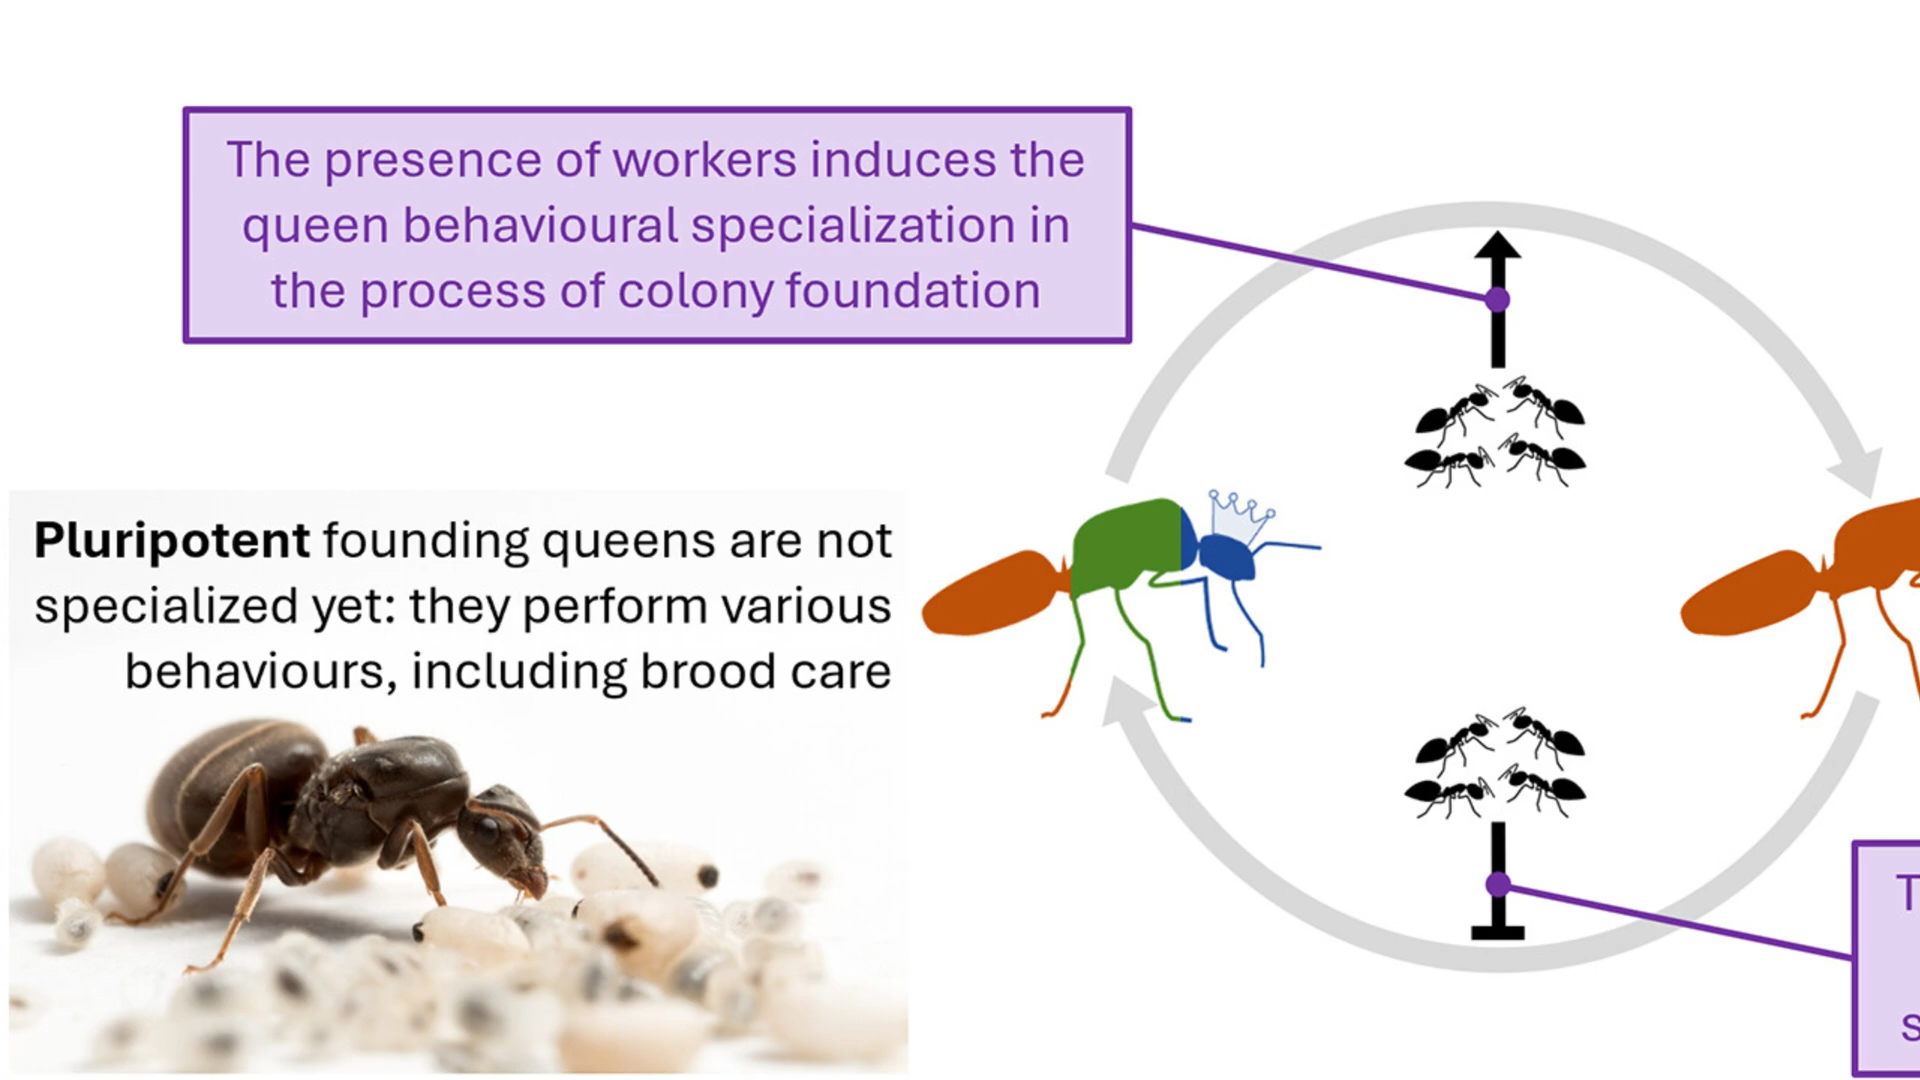 The presence of workers induces the
queen behavioural specialization in
the process of colony foundation
Pluripotent founding queens are not
specialized yet: they perform various
behaviours, including brood care